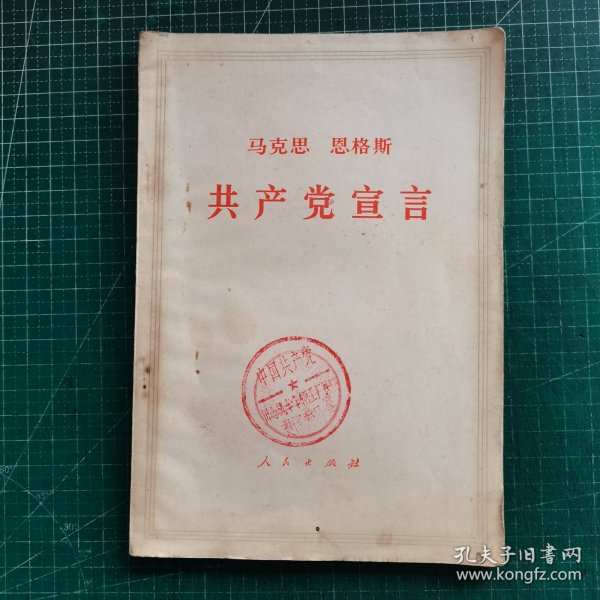 马克思 恩格斯
共产党宣言
中国共产党
人民出版社
孔夫子旧书网
www.kongfz.com